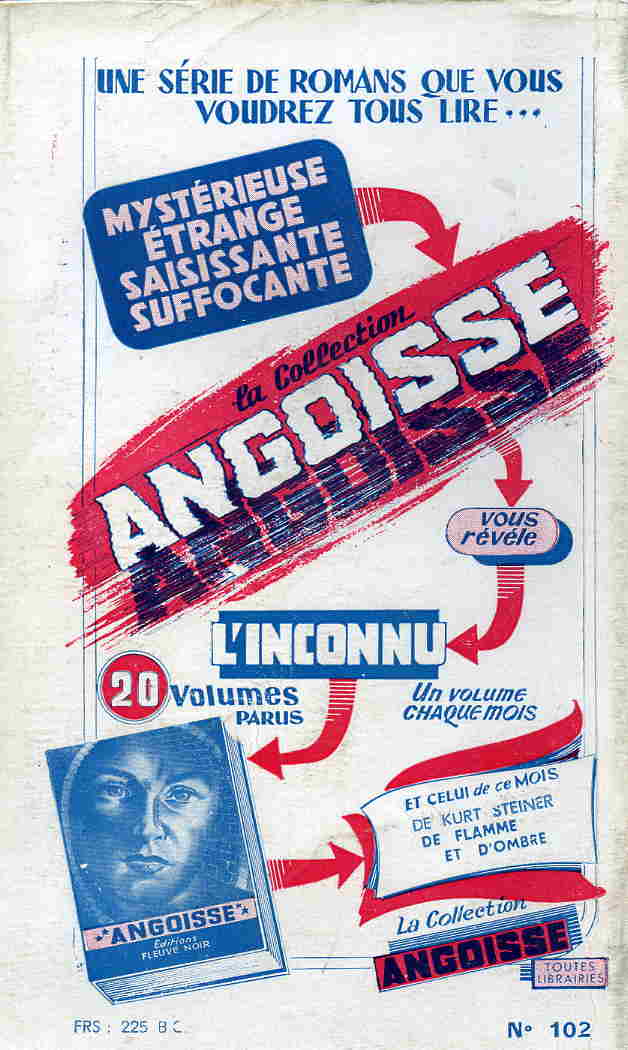 UNE SÉRIE DE ROMANS QUE VOUS
VOUDREZ TOUS LIRE...
MYSTÉRIEUSE
ÉTRANGE
SAISISSANTE
SUFFOCANTE
la Collection
ANGOISSE
ANGOISSE
VOUS
révéle
L'INCONNU
20 Volumes
PARUS
Un VOLUME
CHAQUE MOIS
ET CELUI de ce MOIS
DE KURT STEINER
DE FLAMME
ET D'OMBRE
*ANGOISSE*
Editions
FLEUVE NOIR
La Collection
ANGOISSE
TOUTES
LIBRAIRIES
FRS : 225 B.C.
N° 102